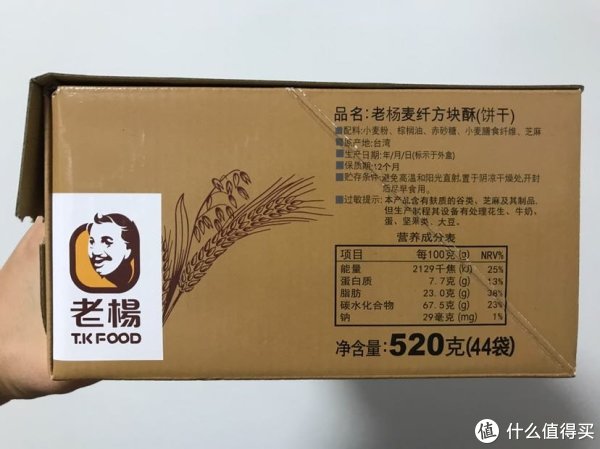 品名:老杨麦纤方块酥(饼干)
■配料:小麦粉、棕榈油、赤砂糖、小麦膳食纤维、芝麻
■原产地:台湾
■生产日期:年/月/日(标示于外盒)
■保质期:12个月
■贮存条件:避免高温和阳光直射,置于阴凉干燥处,开封
后尽早食用。
■过敏提示:本产品含有麸质的谷类、芝麻及其制品,
但生产制程其设备有处理花生、牛奶、
蛋、坚果类、大豆。
营养成分表
项目 每100克(g) NRV%
能量 2129千焦(kJ) 25%
蛋白质 7.7克(g) 13%
脂肪 23.0克(g) 38%
碳水化合物 67.5克(g) 23%
钠 29毫克(mg) 1%
净含量:520克(44袋)
老楊
T.K FOOD
值 什么值得买